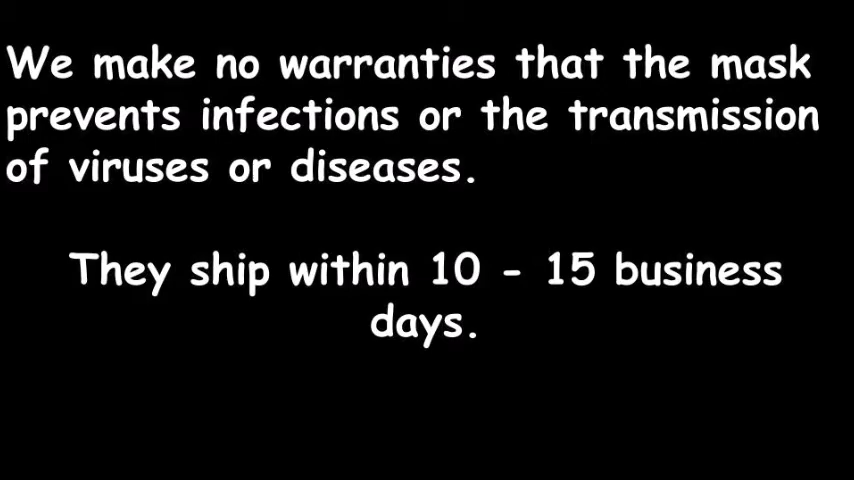 We make no warranties that the mask
prevents infections or the transmission
of viruses or diseases.
They ship within 10 - 15 business
days.